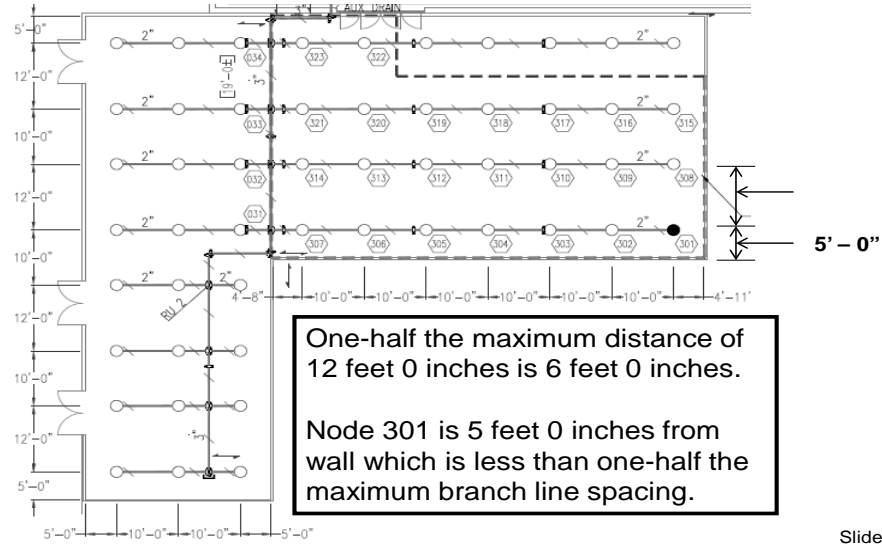 AUX DRAIN
5'-0"
2" 2"
034 323 322
12'-0" [19'-0"] 3"
2" 2"
033 321 320 319 318 317 316 315
10'-0"
2" 2"
032 314 313 312 311 310 309 308
12'-0"
031
2" 2"
307 306 305 304 303 302 301
5' – 0"
10'-0"
2" 2"
4'-8" 10'-0" 10'-0" 10'-0" 10'-0" 10'-0" 10'-0" 4'-11'
RU 2
12'-0"
10'-0"
12'-0"
3"
5'-0"
5'-0" 10'-0" 10'-0" 5'-0"
One-half the maximum distance of
12 feet 0 inches is 6 feet 0 inches.
Node 301 is 5 feet 0 inches from
wall which is less than one-half the
maximum branch line spacing.
Slide